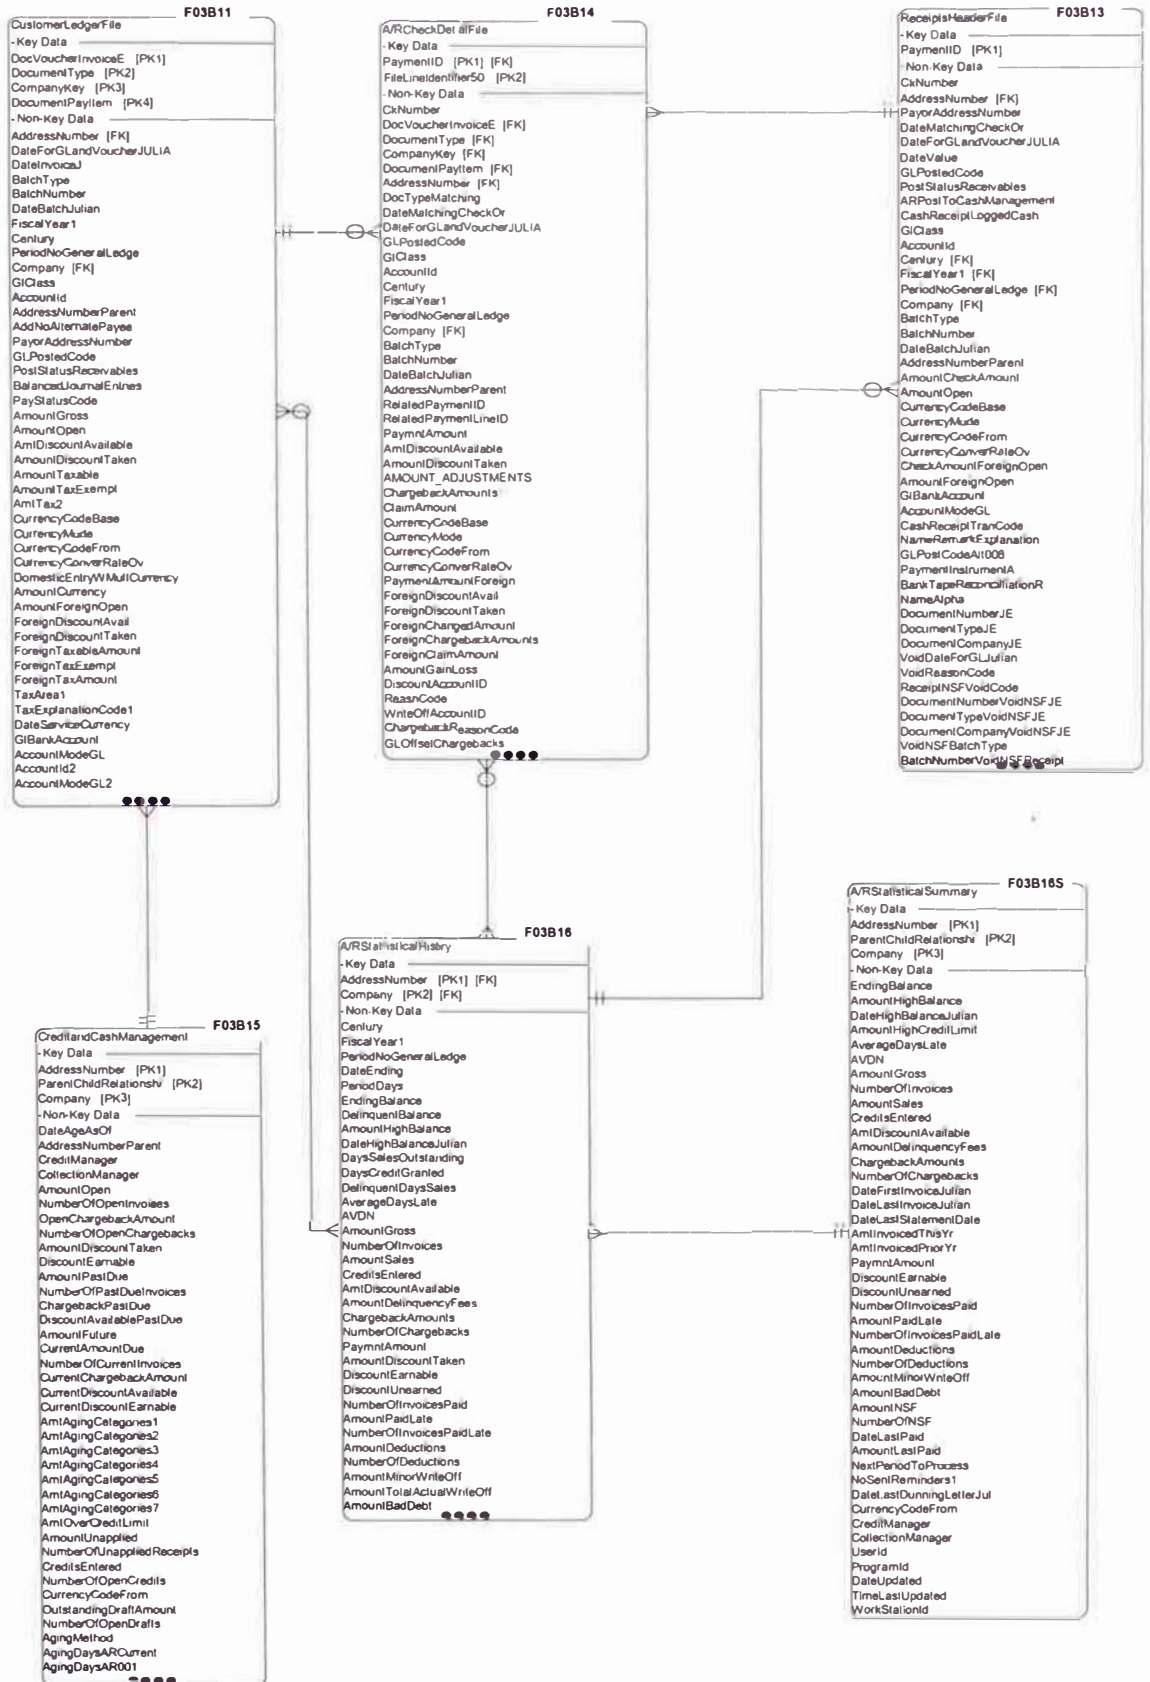 F03B11
CustomerLedgerFile
-Key Data
DocVoucherInvoiceE [PK1]
DocumentType [PK2]
CompanyKey [PK3]
DocumentPayItem [PK4]
-Non-Key Data
AddressNumber [FK]
DateForGLandVoucherJULIA
DateInvoiceJ
BatchType
BatchNumber
DateBatchJulian
FiscalYear1
Century
PeriodNoGeneralLedge
Company [FK]
GlClass
AccountId
AddressNumberParent
AddNoAlternatePayee
PayorAddressNumber
GLPostedCode
PostStatusReceivables
BalancedJournalEntries
PayStatusCode
AmountGross
AmountOpen
AmtDiscountAvailable
AmountDiscountTaken
AmountTaxable
AmountTaxExempt
AmtTax2
CurrencyCodeBase
CurrencyMode
CurrencyCodeFrom
CurrencyConverRateOv
DomesticEntryWMultCurrency
AmountCurrency
AmountForeignOpen
ForeignDiscountAvail
ForeignDiscountTaken
ForeignTaxableAmount
ForeignTaxExempt
ForeignTaxAmount
TaxArea1
TaxExplanationCode1
DateServiceCurrency
GlBankAccount
AccountModeGL
AccountId2
AccountModeGL2
F03B14
A/RCheckDetailFile
-Key Data
PaymentID [PK1] [FK]
FileLineIdentifier50 [PK2]
-Non-Key Data
CkNumber
DocVoucherInvoiceE [FK]
DocumentType [FK]
CompanyKey [FK]
DocumentPayItem [FK]
AddressNumber [FK]
DocTypeMatching
DateMatchingCheckOr
DateForGLandVoucherJULIA
GLPostedCode
GlClass
AccountId
Century
FiscalYear1
PeriodNoGeneralLedge
Company [FK]
BatchType
BatchNumber
DateBatchJulian
AddressNumberParent
RelatedPaymentID
RelatedPaymentLineID
PaymntAmount
AmtDiscountAvailable
AmountDiscountTaken
AMOUNT_ADJUSTMENTS
ChargebackAmounts
ClaimAmount
CurrencyCodeBase
CurrencyMode
CurrencyCodeFrom
CurrencyConverRateOv
PaymentAmountForeign
ForeignDiscountAvail
ForeignDiscountTaken
ForeignChangedAmount
ForeignChargebackAmounts
ForeignClaimAmount
AmountGainLoss
DiscountAccountID
ReasnCode
WriteOffAccountID
ChargebackReasonCode
GLOffsetChargebacks
F03B13
ReceiptsHeaderFile
-Key Data
PaymentID [PK1]
-Non-Key Data
CkNumber
AddressNumber [FK]
PayorAddressNumber
DateMatchingCheckOr
DateForGLandVoucherJULIA
DateValue
GLPostedCode
PostStatusReceivables
ARPostToCashManagement
CashReceiptLoggedCash
GlClass
AccountId
Century [FK]
FiscalYear1 [FK]
PeriodNoGeneralLedge [FK]
Company [FK]
BatchType
BatchNumber
DateBatchJulian
AddressNumberParent
AmountCheckAmount
AmountOpen
CurrencyCodeBase
CurrencyMode
CurrencyCodeFrom
CurrencyConverRateOv
CheckAmountForeignOpen
AmountForeignOpen
GlBankAccount
AccountModeGL
CashReceiptTranCode
NameRemarkExplanation
GLPostCodeAlt006
PaymentInstrumentA
BankTapeReconciliationR
NameAlpha
DocumentNumberJE
DocumentTypeJE
DocumentCompanyJE
VoidDateForGLJulian
VoidReasonCode
ReceiptNSFVoidCode
DocumentNumberVoidNSFJE
DocumentTypeVoidNSFJE
DocumentCompanyVoidNSFJE
VoidNSFBatchType
BatchNumberVoidNSFReceipt
F03B15
CreditandCashManagement
-Key Data
AddressNumber [PK1]
ParentChildRelationshi [PK2]
Company [PK3]
-Non-Key Data
DateAgeAsOf
AddressNumberParent
CreditManager
CollectionManager
AmountOpen
NumberOfOpenInvoices
OpenChargebackAmount
NumberOfOpenChargebacks
AmountDiscountTaken
DiscountEarnable
AmountPastDue
NumberOfPastDueInvoices
ChargebackPastDue
DiscountAvailablePastDue
AmountFuture
CurrentAmountDue
NumberOfCurrentInvoices
CurrentChargebackAmount
CurrentDiscountAvailable
CurrentDiscountEarnable
AmtAgingCategories1
AmtAgingCategories2
AmtAgingCategories3
AmtAgingCategories4
AmtAgingCategories5
AmtAgingCategories6
AmtAgingCategories7
AmtOverCreditLimit
AmountUnapplied
NumberOfUnappliedReceipts
CreditsEntered
NumberOfOpenCredits
CurrencyCodeFrom
OutstandingDraftAmount
NumberOfOpenDrafts
AgingMethod
AgingDaysARCurrent
AgingDaysAR001
F03B16
A/RStatisticalHistry
-Key Data
AddressNumber [PK1] [FK]
Company [PK2] [FK]
-Non-Key Data
Century
FiscalYear1
PeriodNoGeneralLedge
DateEnding
PeriodDays
EndingBalance
DelinquentBalance
AmountHighBalance
DateHighBalanceJulian
DaysSalesOutstanding
DaysCreditGranted
DelinquentDaysSales
AverageDaysLate
AVDN
AmountGross
NumberOfInvoices
AmountSales
CreditsEntered
AmtDiscountAvailable
AmountDelinquencyFees
ChargebackAmounts
NumberOfChargebacks
PaymntAmount
AmountDiscountTaken
DiscountEarnable
DiscountUnearned
NumberOfInvoicesPaid
AmountPaidLate
NumberOfInvoicesPaidLate
AmountDeductions
NumberOfDeductions
AmountMinorWriteOff
AmountTotalActualWriteOff
AmountBadDebt
F03B16S
A/RStatisticalSummary
-Key Data
AddressNumber [PK1]
ParentChildRelationshi [PK2]
Company [PK3]
-Non-Key Data
EndingBalance
AmountHighBalance
DateHighBalanceJulian
AmountHighCreditLimit
AverageDaysLate
AVDN
AmountGross
NumberOfInvoices
AmountSales
CreditsEntered
AmtDiscountAvailable
AmountDelinquencyFees
ChargebackAmounts
NumberOfChargebacks
DateFirstInvoiceJulian
DateLastInvoiceJulian
DateLastStatementDate
AmtInvoicedThisYr
AmtInvoicedPriorYr
PaymntAmount
DiscountEarnable
DiscountUnearned
NumberOfInvoicesPaid
AmountPaidLate
NumberOfInvoicesPaidLate
AmountDeductions
NumberOfDeductions
AmountMinorWriteOff
AmountBadDebt
AmountNSF
NumberOfNSF
DateLastPaid
AmountLastPaid
NextPeriodToProcess
NoSentReminders1
DateLastDunningLetterJul
CurrencyCodeFrom
CreditManager
CollectionManager
UserId
ProgramId
DateUpdated
TimeLastUpdated
WorkStationId